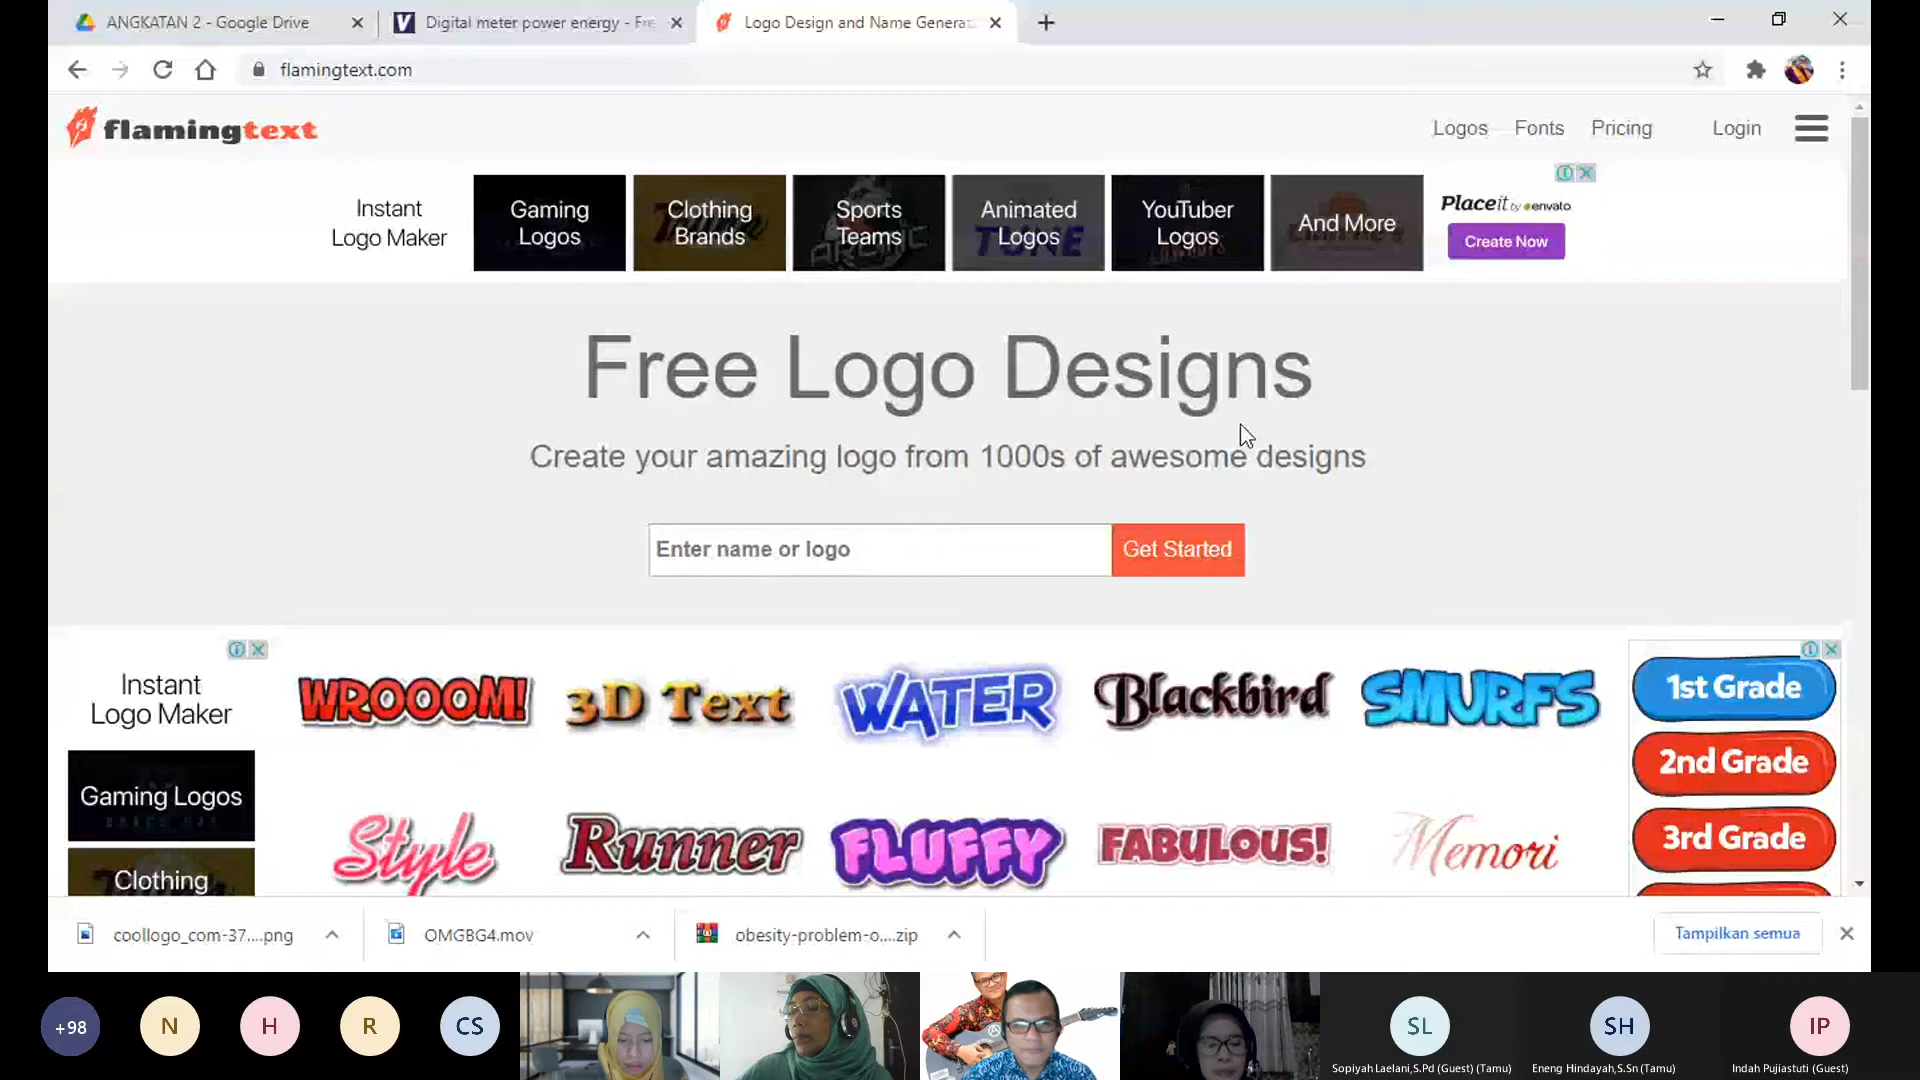 ANGKATAN 2 - Google Drive
Digital meter power energy - Fre
Logo Design and Name Generat
flamingtext.com
flamingtext
Logos
Fonts
Pricing
Login
Instant
Logo Maker
Gaming
Logos
Clothing
Brands
Sports
Teams
Animated
Logos
TUNE
YouTuber
Logos
And More
Placeit by envato
Create Now
Free Logo Designs
Create your amazing logo from 1000s of awesome designs
Enter name or logo
Get Started
Instant
Logo Maker
Gaming Logos
Clothing
WROOOM!
3D Text
WATER
Blackbird
SMURFS
Style
Runner
FLUFFY
FABULOUS!
Memori
1st Grade
2nd Grade
3rd Grade
coollogo_com-37....png
OMGBG4.mov
obesity-problem-o....zip
Tampilkan semua
+98
N
H
R
CS
SL
SH
IP
Sopiyah Laelani,S.Pd (Guest) (Tamu)
Eneng Hindayah,S.Sn (Tamu)
Indah Pujiastuti (Guest)